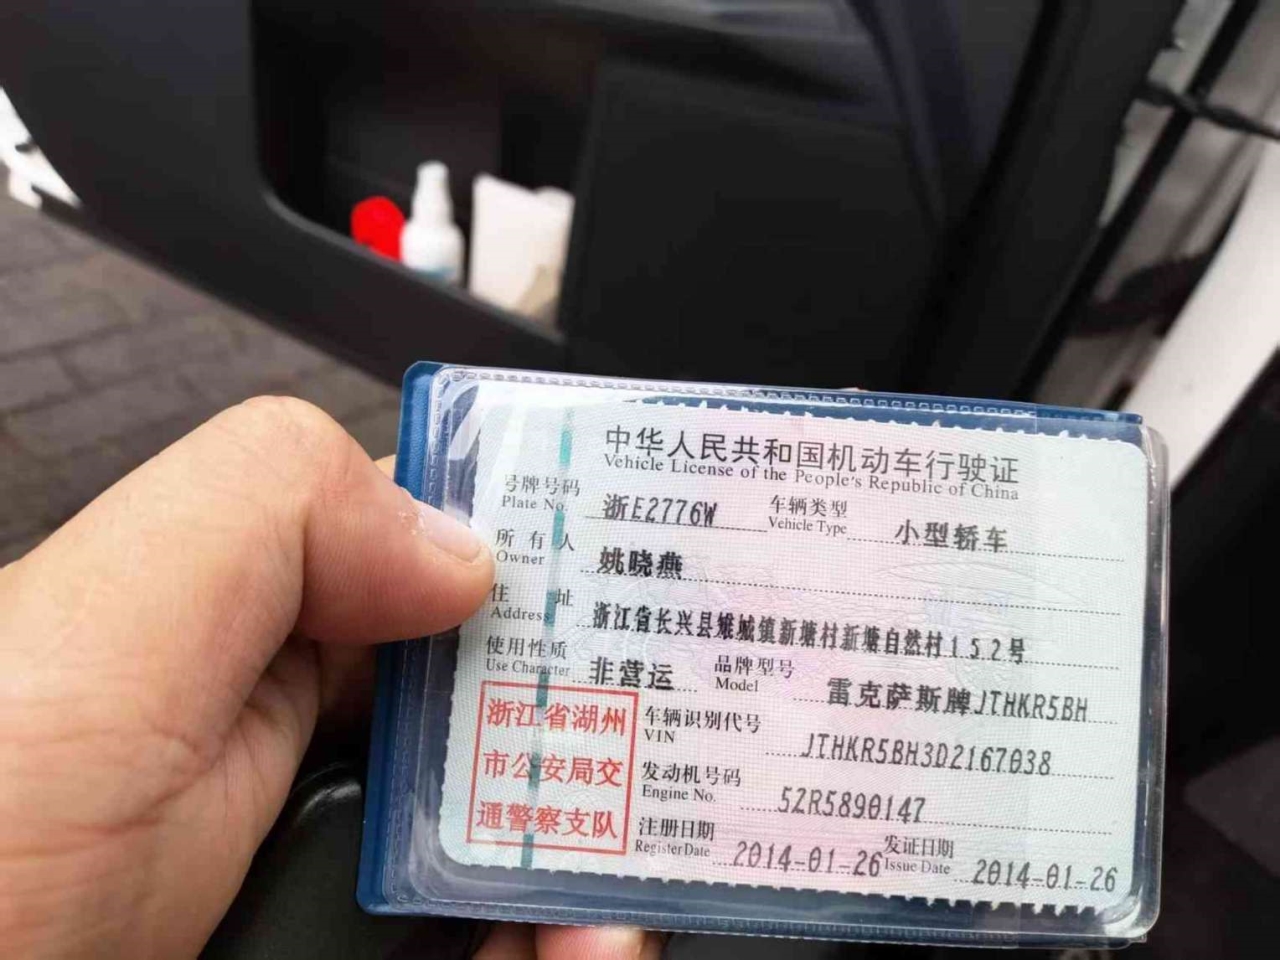 中华人民共和国机动车行驶证
Vehicle License of the People's Republic of China
号牌号码 浙E2776W 车辆类型 小型轿车
Plate No. Vehicle Type
所有人 姚晓燕
Owner
住址 浙江省长兴县雉城镇新塘村新塘自然村152号
Address
使用性质 非营运 品牌型号 雷克萨斯牌JTHKR5BH
Use Character Model
浙江省湖州
市公安局交
通警察支队
车辆识别代号 JTHKR5BH3D2167038
VIN
发动机号码 5ZR5890147
Engine No.
注册日期 2014-01-26 发证日期 2014-01-26
Register Date Issue Date